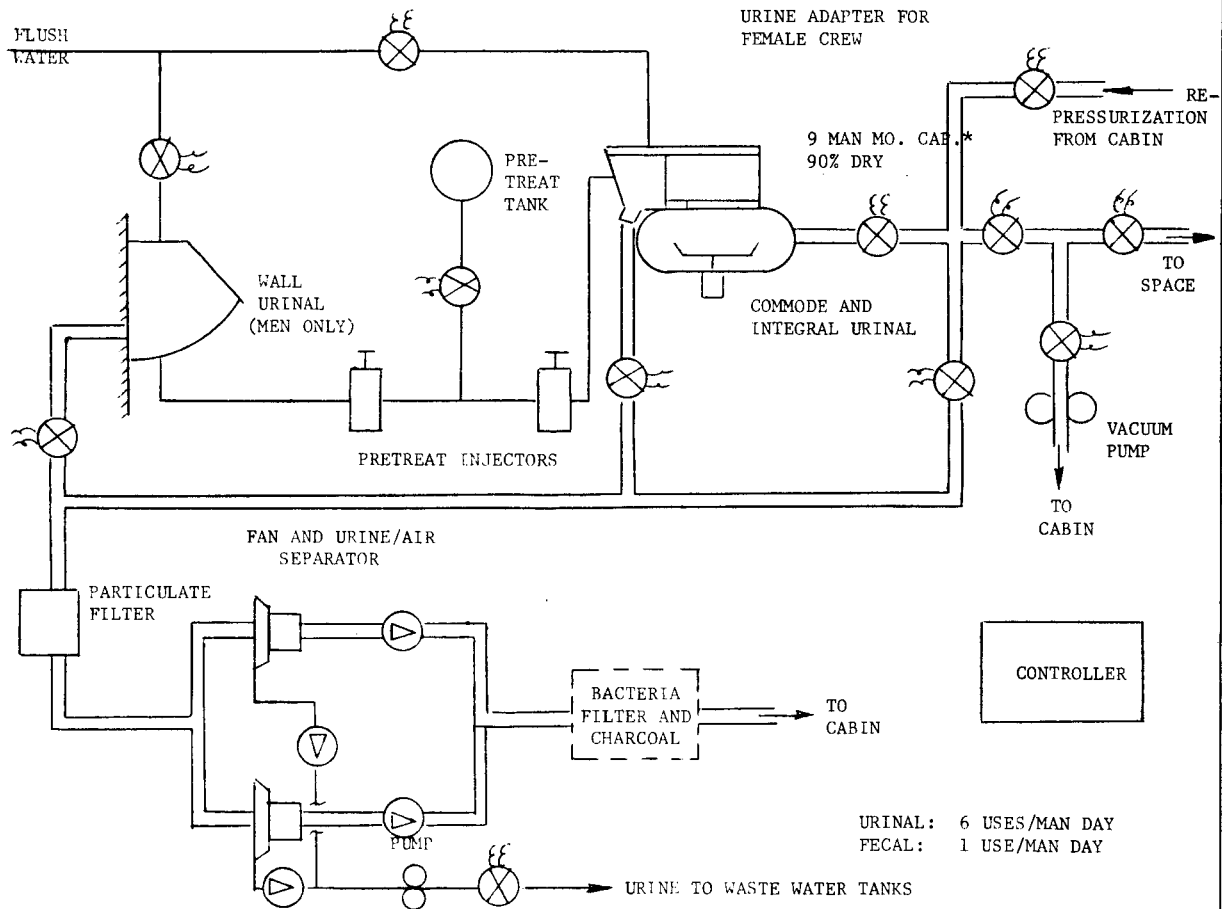 URINE ADAPTER FOR
FEMALE CREW
FLUSH
WATER
RE-
PRESSURIZATION
FROM CABIN
9 MAN MO. CAP.*
90% DRY
PRE-
TREAT
TANK
TO
SPACE
WALL
URINAL
(MEN ONLY)
COMMODE AND
INTEGRAL URINAL
VACUUM
PUMP
PRETREAT INJECTORS
TO
CABIN
FAN AND URINE/AIR
SEPARATOR
PARTICULATE
FILTER
CONTROLLER
BACTERIA
FILTER AND
CHARCOAL
TO
CABIN
PUMP
URINAL: 6 USES/MAN DAY
FECAL: 1 USE/MAN DAY
URINE TO WASTE WATER TANKS